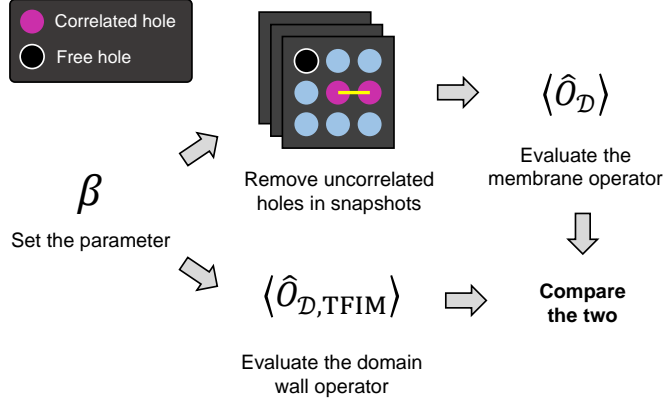 Correlated hole
Free hole
β
Set the parameter
Remove uncorrelated
holes in snapshots
⟨Ô_𝒟⟩
Evaluate the
membrane operator
⟨Ô_𝒟,TFIM⟩
Evaluate the domain
wall operator
Compare
the two